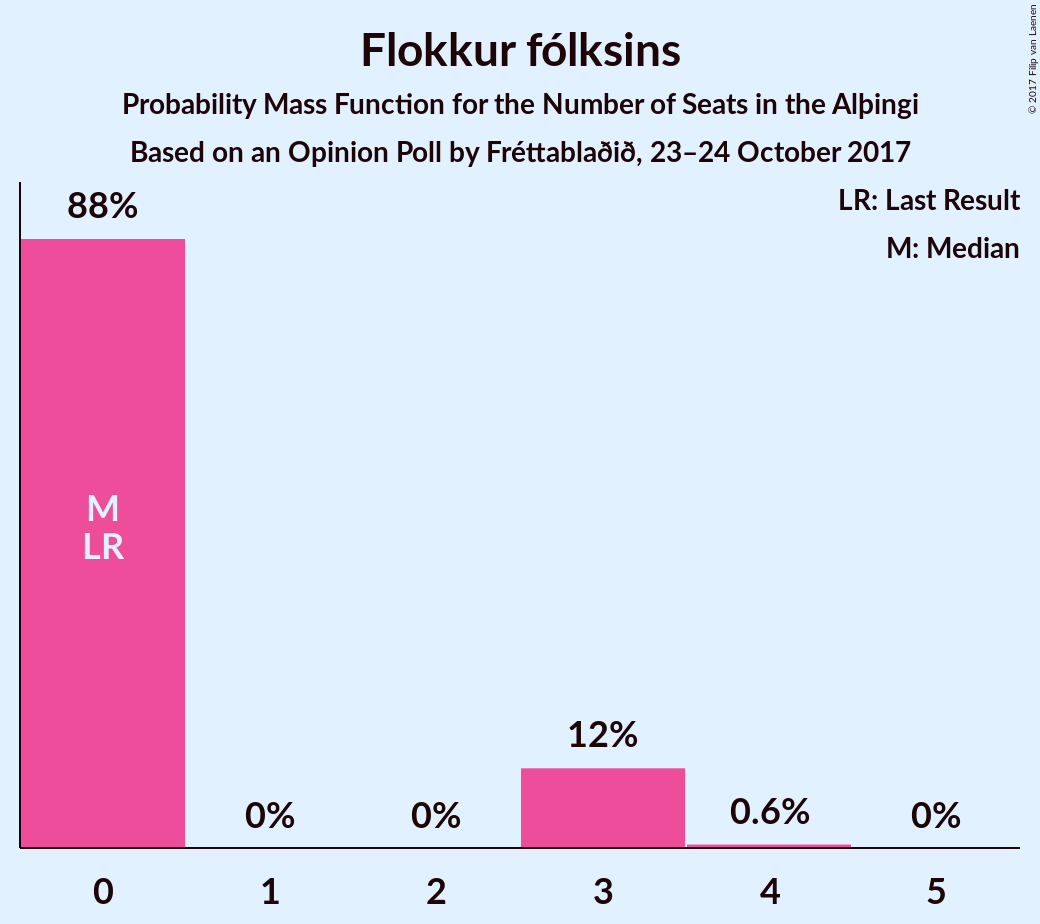 Flokkur fólksins
Probability Mass Function for the Number of Seats in the Alþingi
Based on an Opinion Poll by Fréttablaðið, 23–24 October 2017
© 2017 Filip van Laenen
LR: Last Result
M: Median
88%
M
LR
0%
0%
12%
0.6%
0%
0
1
2
3
4
5